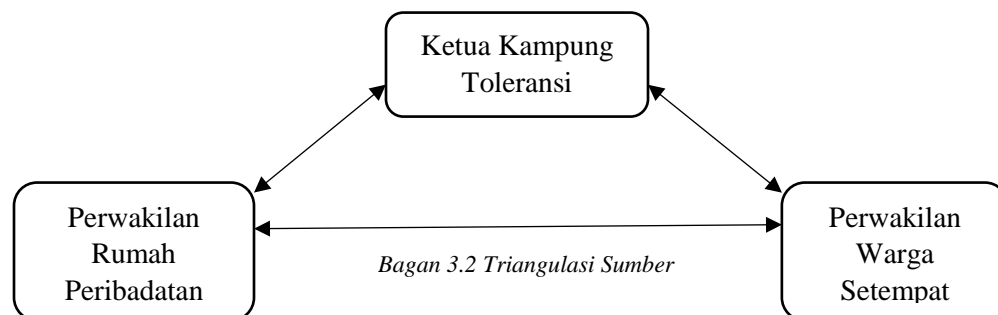 Ketua Kampung
Toleransi
Perwakilan
Rumah
Peribadatan
Perwakilan
Warga
Setempat
Bagan 3.2 Triangulasi Sumber